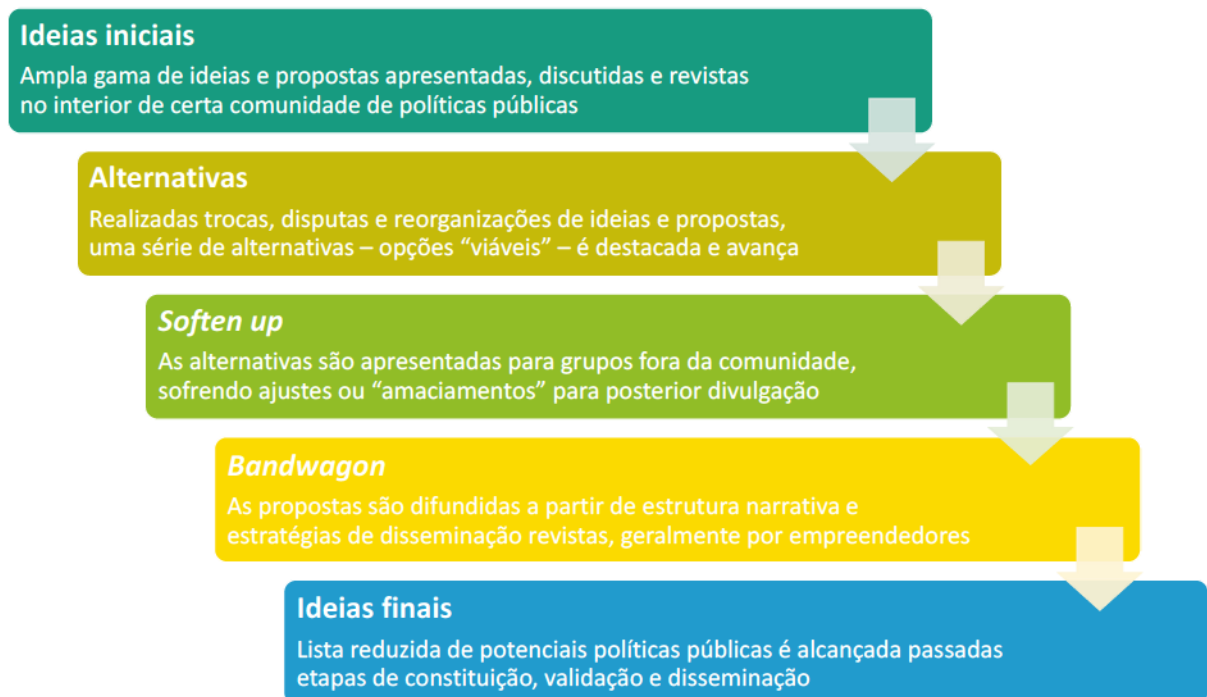 Ideias iniciais
Ampla gama de ideias e propostas apresentadas, discutidas e revistas
no interior de certa comunidade de políticas públicas
Alternativas
Realizadas trocas, disputas e reorganizações de ideias e propostas,
uma série de alternativas – opções “viáveis” – é destacada e avança
Soften up
As alternativas são apresentadas para grupos fora da comunidade,
sofrendo ajustes ou “amaciamentos” para posterior divulgação
Bandwagon
As propostas são difundidas a partir de estrutura narrativa e
estratégias de disseminação revistas, geralmente por empreendedores
Ideias finais
Lista reduzida de potenciais políticas públicas é alcançada passadas
etapas de constituição, validação e disseminação